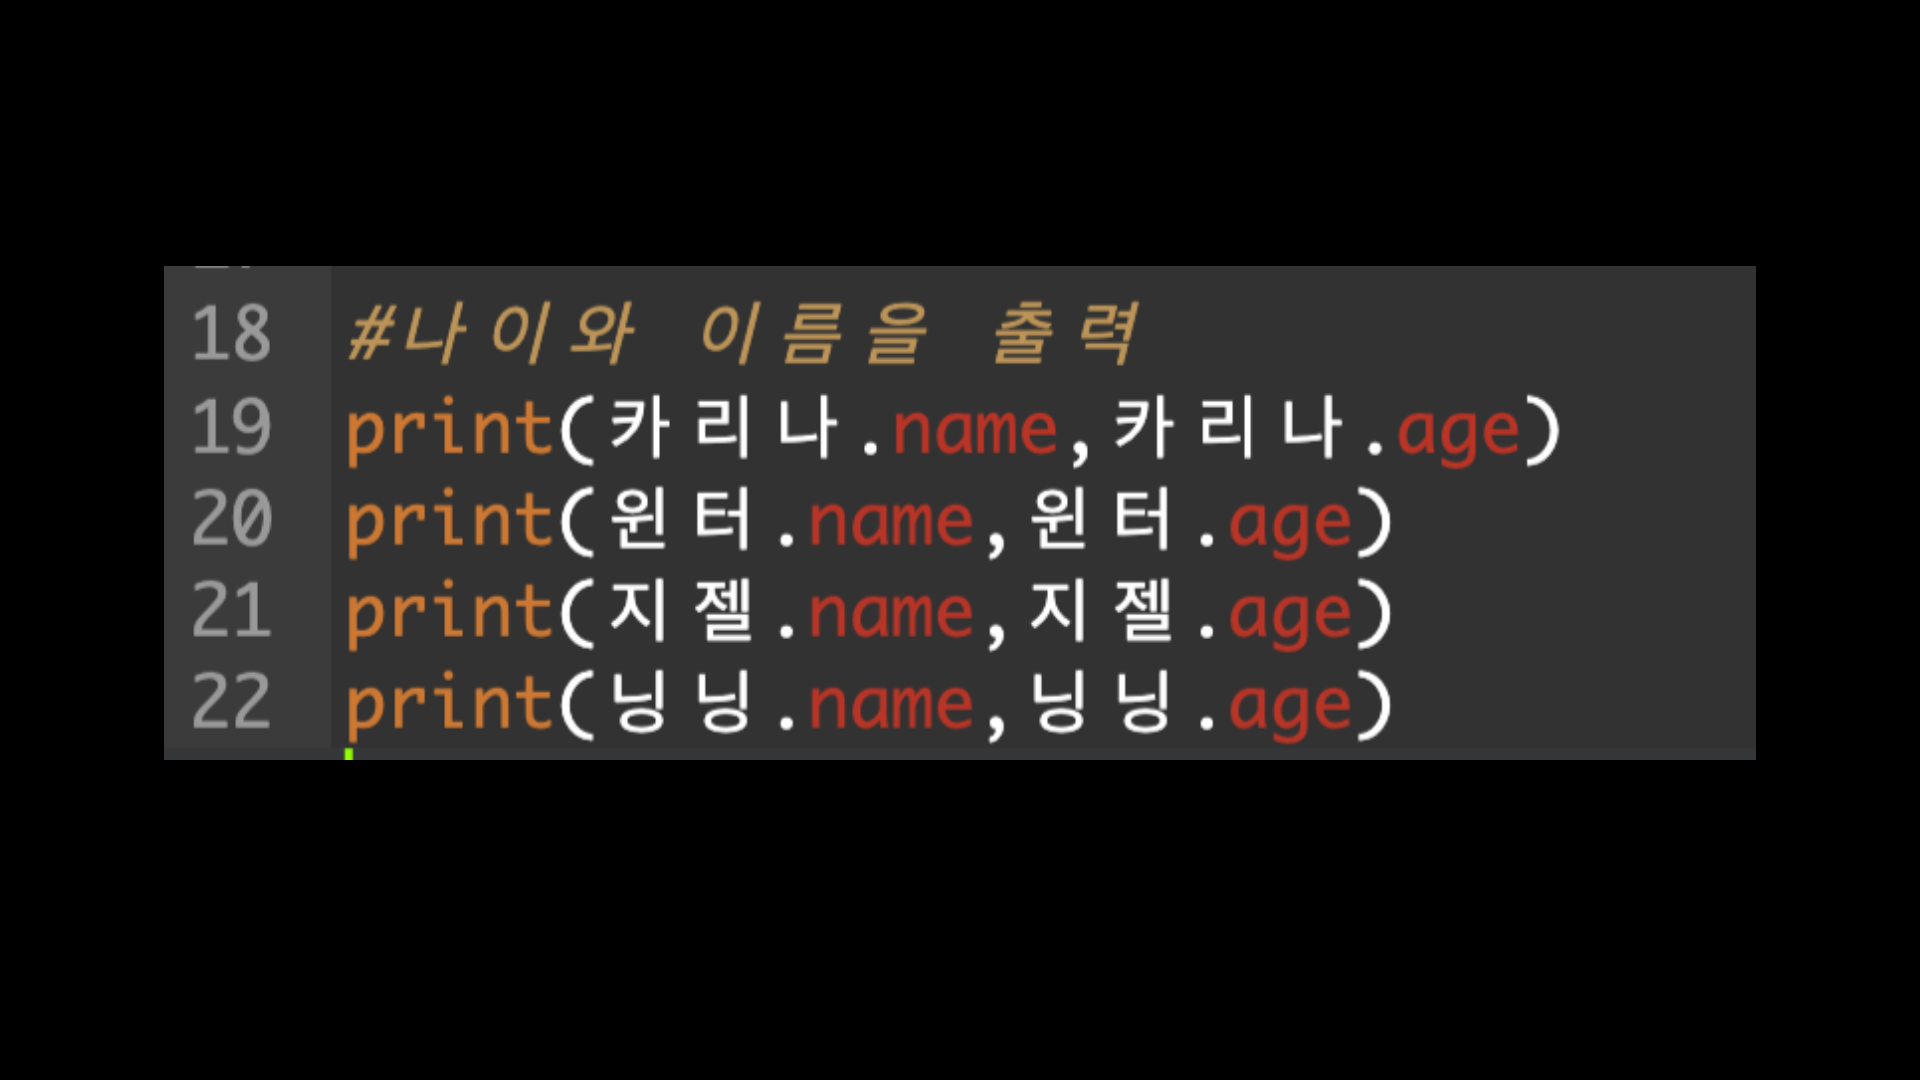 18 #나이와 이름을 출력
19 print(카리나.name,카리나.age)
20 print(윈터.name,윈터.age)
21 print(지젤.name,지젤.age)
22 print(닝닝.name,닝닝.age)